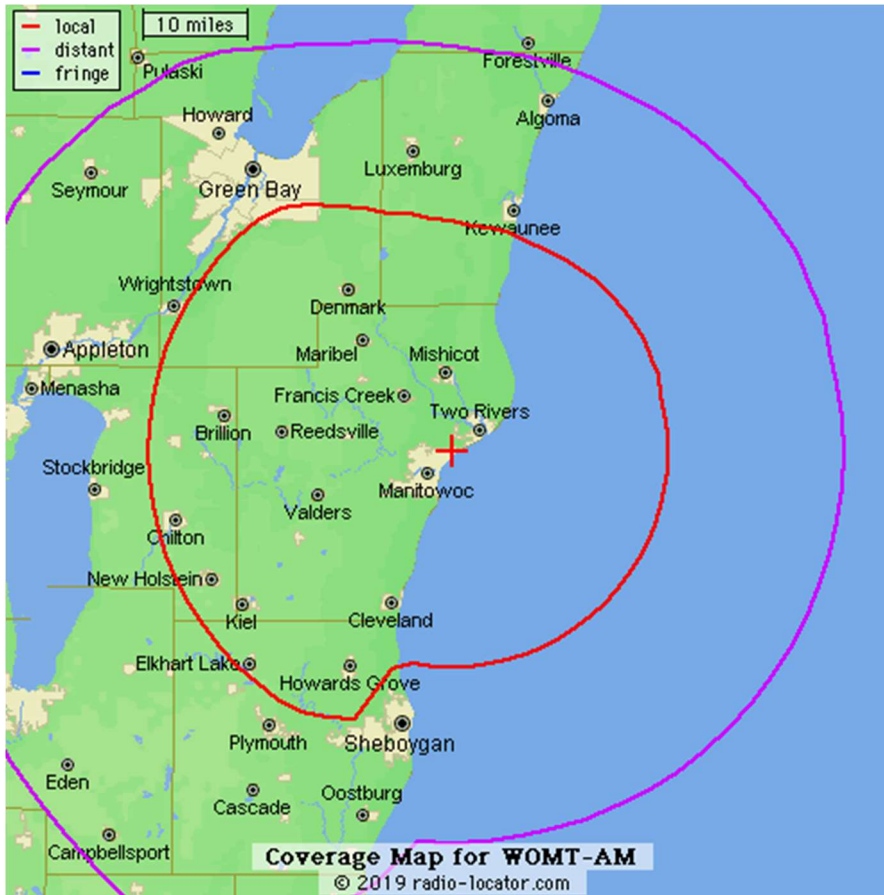 local
distant
fringe
10 miles
Forestville
Pulaski
Algoma
Howard
Luxemburg
Green Bay
Seymour
Kewaunee
Wrightstown
Denmark
Appleton
Maribel
Mishicot
Menasha
Francis Creek
Two Rivers
Brillion
Reedsville
Stockbridge
Manitowoc
Valders
Chilton
New Holstein
Kiel
Cleveland
Elkhart Lake
Howards Grove
Plymouth
Sheboygan
Eden
Cascade
Oostburg
Campbellsport
Coverage Map for WOMT-AM
© 2019 radio-locator.com